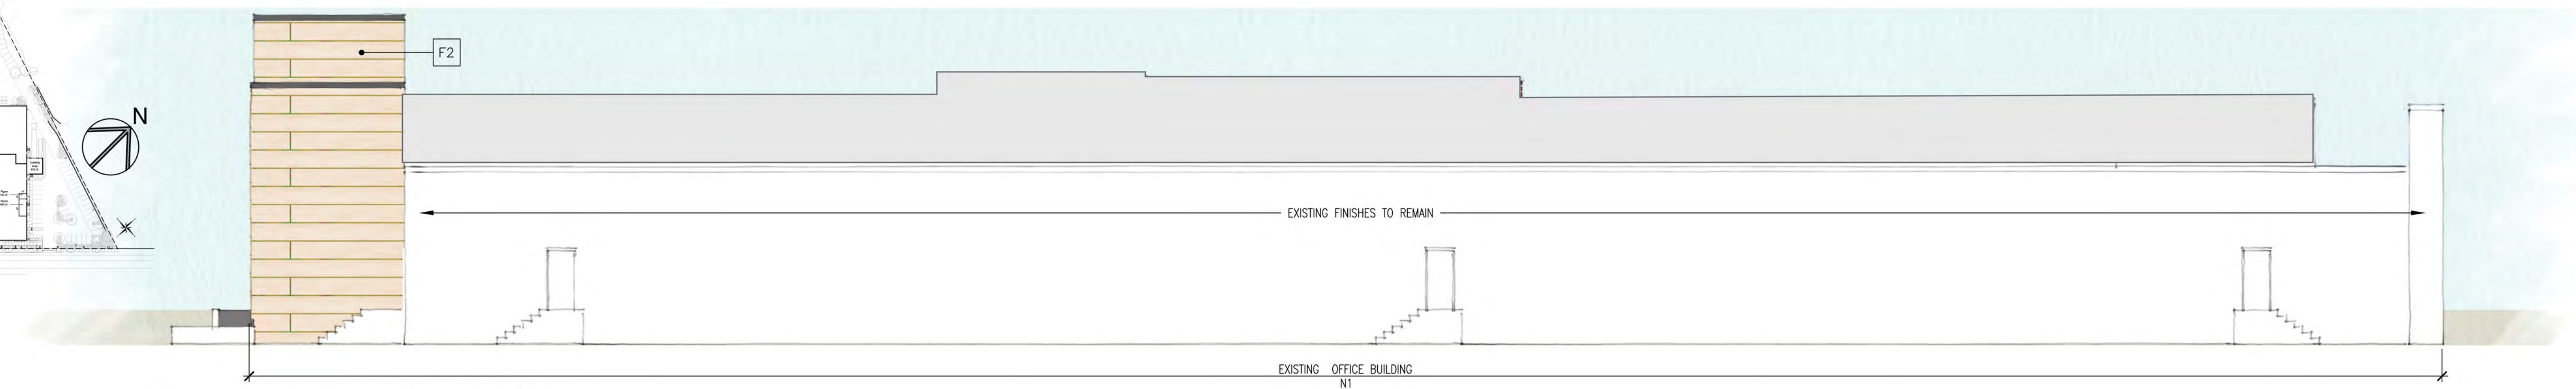 N
F2
EXISTING FINISHES TO REMAIN
EXISTING OFFICE BUILDING
N1